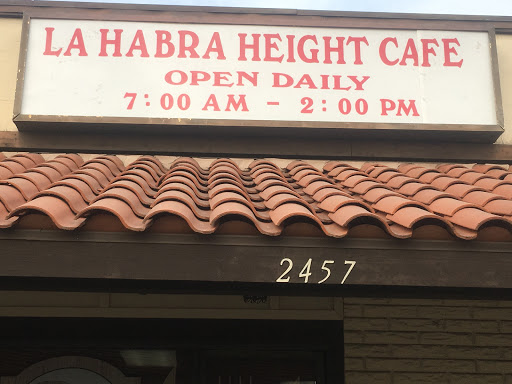 LA HABRA HEIGHT CAFE
OPEN DAILY
7:00 AM - 2:00 PM
2457